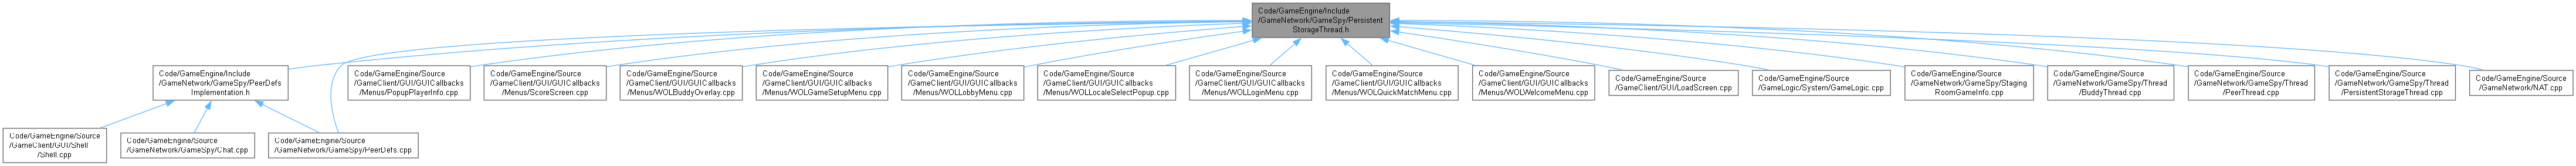 Code/GameEngine/Include
/GameNetwork/GameSpy/Persistent
StorageThread.h
Code/GameEngine/Include
/GameNetwork/GameSpy/PeerDefs
Implementation.h
Code/GameEngine/Source
/GameClient/GUI/GUICallbacks
/Menus/PopupPlayerInfo.cpp
Code/GameEngine/Source
/GameClient/GUI/GUICallbacks
/Menus/ScoreScreen.cpp
Code/GameEngine/Source
/GameClient/GUI/GUICallbacks
/Menus/WOLBuddyOverlay.cpp
Code/GameEngine/Source
/GameClient/GUI/GUICallbacks
/Menus/WOLGameSetupMenu.cpp
Code/GameEngine/Source
/GameClient/GUI/GUICallbacks
/Menus/WOLLobbyMenu.cpp
Code/GameEngine/Source
/GameClient/GUI/GUICallbacks
/Menus/WOLLocaleSelectPopup.cpp
Code/GameEngine/Source
/GameClient/GUI/GUICallbacks
/Menus/WOLLoginMenu.cpp
Code/GameEngine/Source
/GameClient/GUI/GUICallbacks
/Menus/WOLQuickMatchMenu.cpp
Code/GameEngine/Source
/GameClient/GUI/GUICallbacks
/Menus/WOLWelcomeMenu.cpp
Code/GameEngine/Source
/GameClient/GUI/LoadScreen.cpp
Code/GameEngine/Source
/GameLogic/System/GameLogic.cpp
Code/GameEngine/Source
/GameNetwork/GameSpy/Staging
RoomGameInfo.cpp
Code/GameEngine/Source
/GameNetwork/GameSpy/Thread
/BuddyThread.cpp
Code/GameEngine/Source
/GameNetwork/GameSpy/Thread
/PeerThread.cpp
Code/GameEngine/Source
/GameNetwork/GameSpy/Thread
/PersistentStorageThread.cpp
Code/GameEngine/Source
/GameNetwork/NAT.cpp
Code/GameEngine/Source
/GameClient/GUI/Shell
/Shell.cpp
Code/GameEngine/Source
/GameNetwork/GameSpy/Chat.cpp
Code/GameEngine/Source
/GameNetwork/GameSpy/PeerDefs.cpp